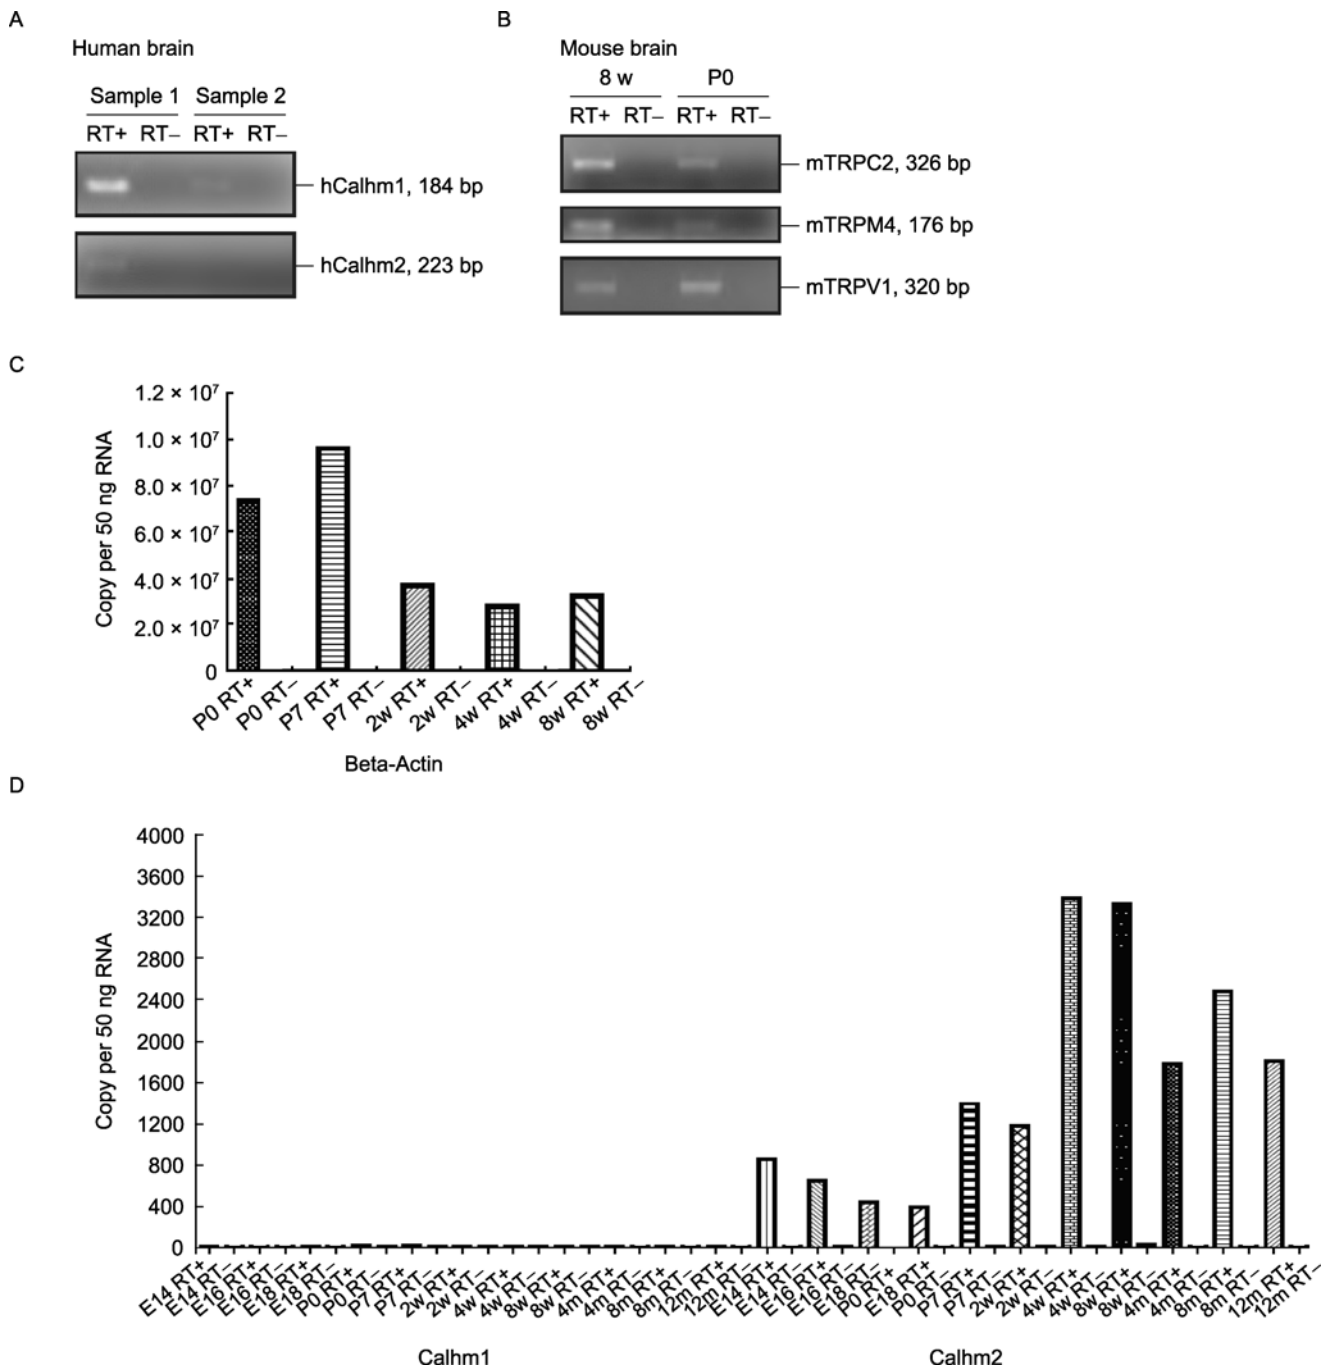 A
Human brain
Sample 1 Sample 2
RT+ RT– RT+ RT–
hCalhm1, 184 bp
hCalhm2, 223 bp
B
Mouse brain
8 w P0
RT+ RT– RT+ RT–
mTRPC2, 326 bp
mTRPM4, 176 bp
mTRPV1, 320 bp
C
Copy per 50 ng RNA
1.2 × 10⁷
1.0 × 10⁷
8.0 × 10⁷
6.0 × 10⁷
4.0 × 10⁷
2.0 × 10⁷
0
P0 RT+
P0 RT–
P7 RT+
P7 RT–
2w RT+
2w RT–
4w RT+
4w RT–
8w RT+
8w RT–
Beta-Actin
D
Copy per 50 ng RNA
4000
3600
3200
2800
2400
2000
1600
1200
800
400
0
E14 RT+
E14 RT–
E16 RT+
E16 RT–
E18 RT+
E18 RT–
P0 RT+
P0 RT–
P7 RT+
P7 RT–
2w RT+
2w RT–
4w RT+
4w RT–
8w RT+
8w RT–
4m RT+
4m RT–
8m RT+
8m RT–
12m RT+
12m RT–
E14 RT+
E14 RT–
E16 RT+
E16 RT–
E18 RT–
P0 RT+
E18 RT+
P0 RT–
P7 RT+
P7 RT–
2w RT+
2w RT–
4w RT+
4w RT–
8w RT+
8w RT–
4m RT+
4m RT–
8m RT+
8m RT–
12m RT+
12m RT–
Calhm1
Calhm2